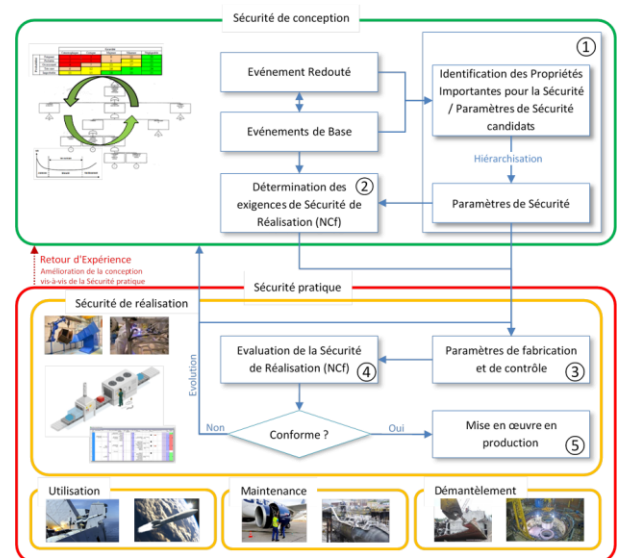 Sécurité de conception
Evénement Redouté
Evénements de Base
1
Identification des Propriétés
Importantes pour la Sécurité
/ Paramètres de Sécurité
candidats
Hiérarchisation
2
Détermination des
exigences de Sécurité de
Réalisation (NCf)
Paramètres de Sécurité
Retour d'Expérience
Amélioration de la conception
vis-à-vis de la Sécurité pratique
Sécurité pratique
Sécurité de réalisation
Evolution
Evaluation de la Sécurité
de Réalisation (NCf)
4
Paramètres de fabrication
et de contrôle
3
Non
Conforme ?
Oui
Mise en œuvre en
production
5
Utilisation
Maintenance
Démantèlement